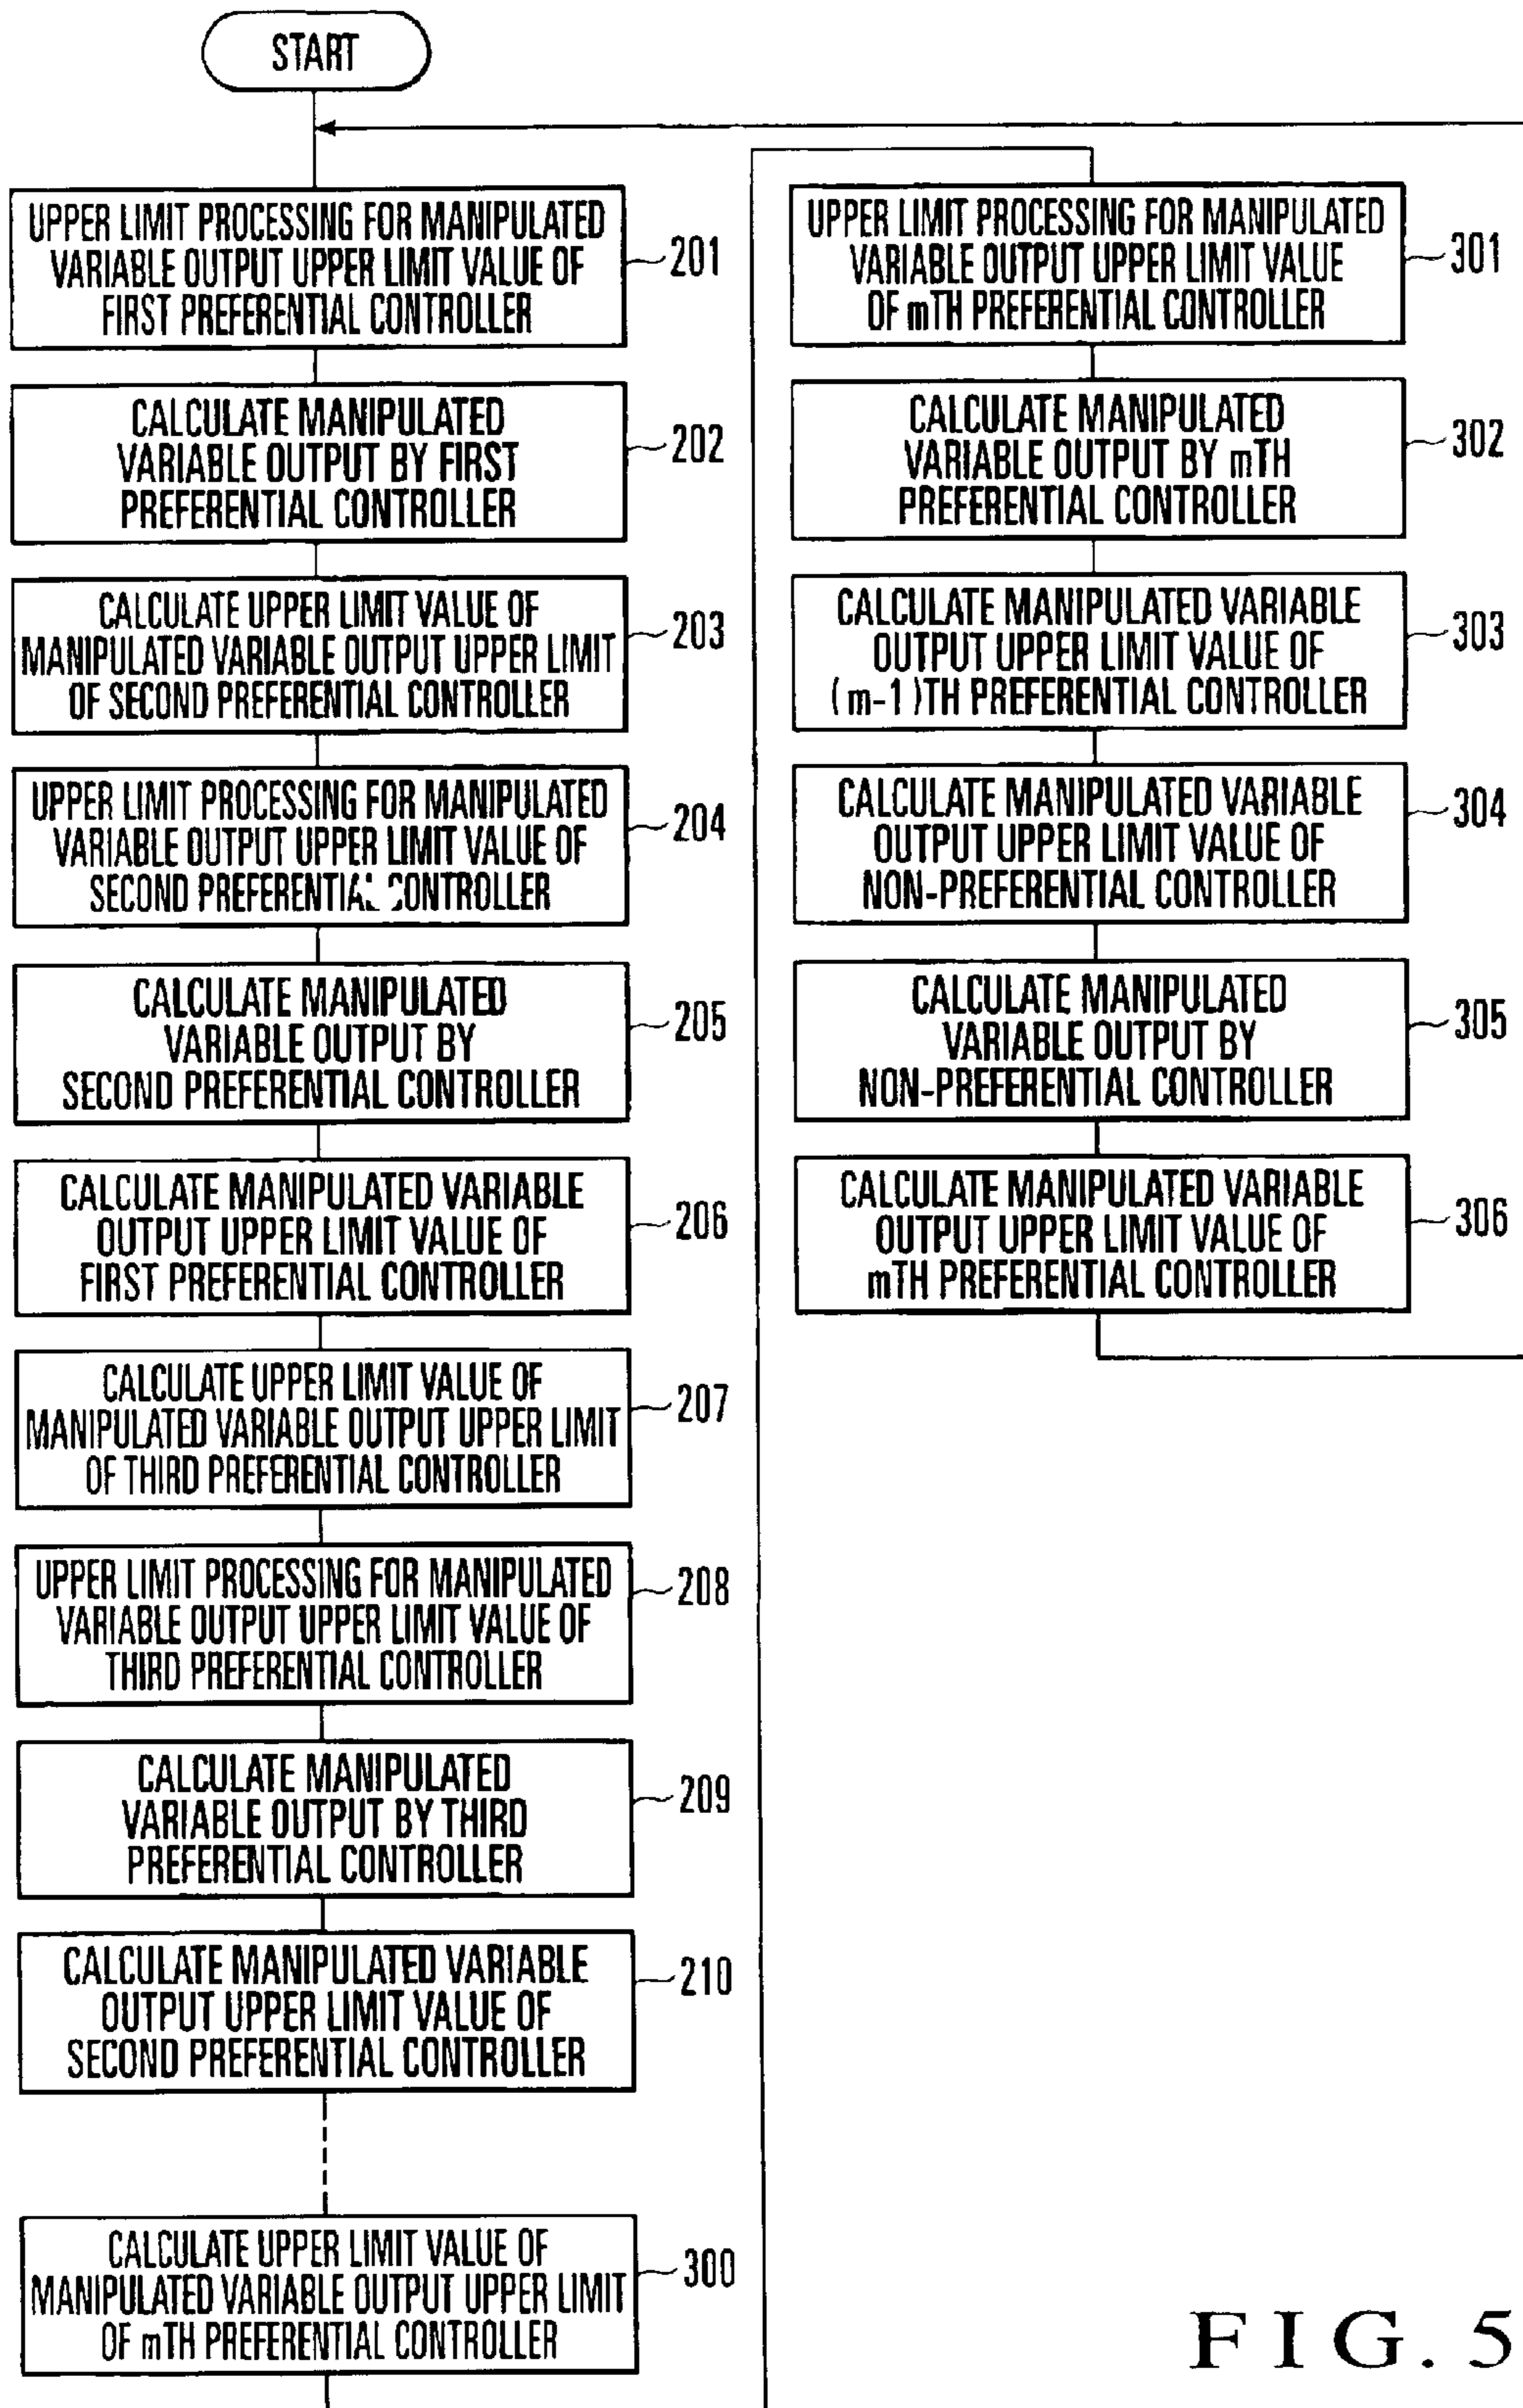 START
UPPER LIMIT PROCESSING FOR MANIPULATED
VARIABLE OUTPUT UPPER LIMIT VALUE OF
FIRST PREFERENTIAL CONTROLLER
201
CALCULATE MANIPULATED
VARIABLE OUTPUT BY FIRST
PREFERENTIAL CONTROLLER
202
CALCULATE UPPER LIMIT VALUE OF
MANIPULATED VARIABLE OUTPUT UPPER LIMIT
OF SECOND PREFERENTIAL CONTROLLER
203
UPPER LIMIT PROCESSING FOR MANIPULATED
VARIABLE OUTPUT UPPER LIMIT VALUE OF
SECOND PREFERENTIAL CONTROLLER
204
CALCULATE MANIPULATED
VARIABLE OUTPUT BY
SECOND PREFERENTIAL CONTROLLER
205
CALCULATE MANIPULATED VARIABLE
OUTPUT UPPER LIMIT VALUE OF
FIRST PREFERENTIAL CONTROLLER
206
CALCULATE UPPER LIMIT VALUE OF
MANIPULATED VARIABLE OUTPUT UPPER LIMIT
OF THIRD PREFERENTIAL CONTROLLER
207
UPPER LIMIT PROCESSING FOR MANIPULATED
VARIABLE OUTPUT UPPER LIMIT VALUE OF
THIRD PREFERENTIAL CONTROLLER
208
CALCULATE MANIPULATED
VARIABLE OUTPUT BY THIRD
PREFERENTIAL CONTROLLER
209
CALCULATE MANIPULATED VARIABLE
OUTPUT UPPER LIMIT VALUE OF
SECOND PREFERENTIAL CONTROLLER
210
CALCULATE UPPER LIMIT VALUE OF
MANIPULATED VARIABLE OUTPUT UPPER LIMIT
OF mTH PREFERENTIAL CONTROLLER
300
UPPER LIMIT PROCESSING FOR MANIPULATED
VARIABLE OUTPUT UPPER LIMIT VALUE
OF mTH PREFERENTIAL CONTROLLER
301
CALCULATE MANIPULATED
VARIABLE OUTPUT BY mTH
PREFERENTIAL CONTROLLER
302
CALCULATE MANIPULATED VARIABLE
OUTPUT UPPER LIMIT VALUE OF
(m-1)TH PREFERENTIAL CONTROLLER
303
CALCULATE MANIPULATED VARIABLE
OUTPUT UPPER LIMIT VALUE OF
NON-PREFERENTIAL CONTROLLER
304
CALCULATE MANIPULATED
VARIABLE OUTPUT BY
NON-PREFERENTIAL CONTROLLER
305
CALCULATE MANIPULATED VARIABLE
OUTPUT UPPER LIMIT VALUE OF
mTH PREFERENTIAL CONTROLLER
306
FIG. 5